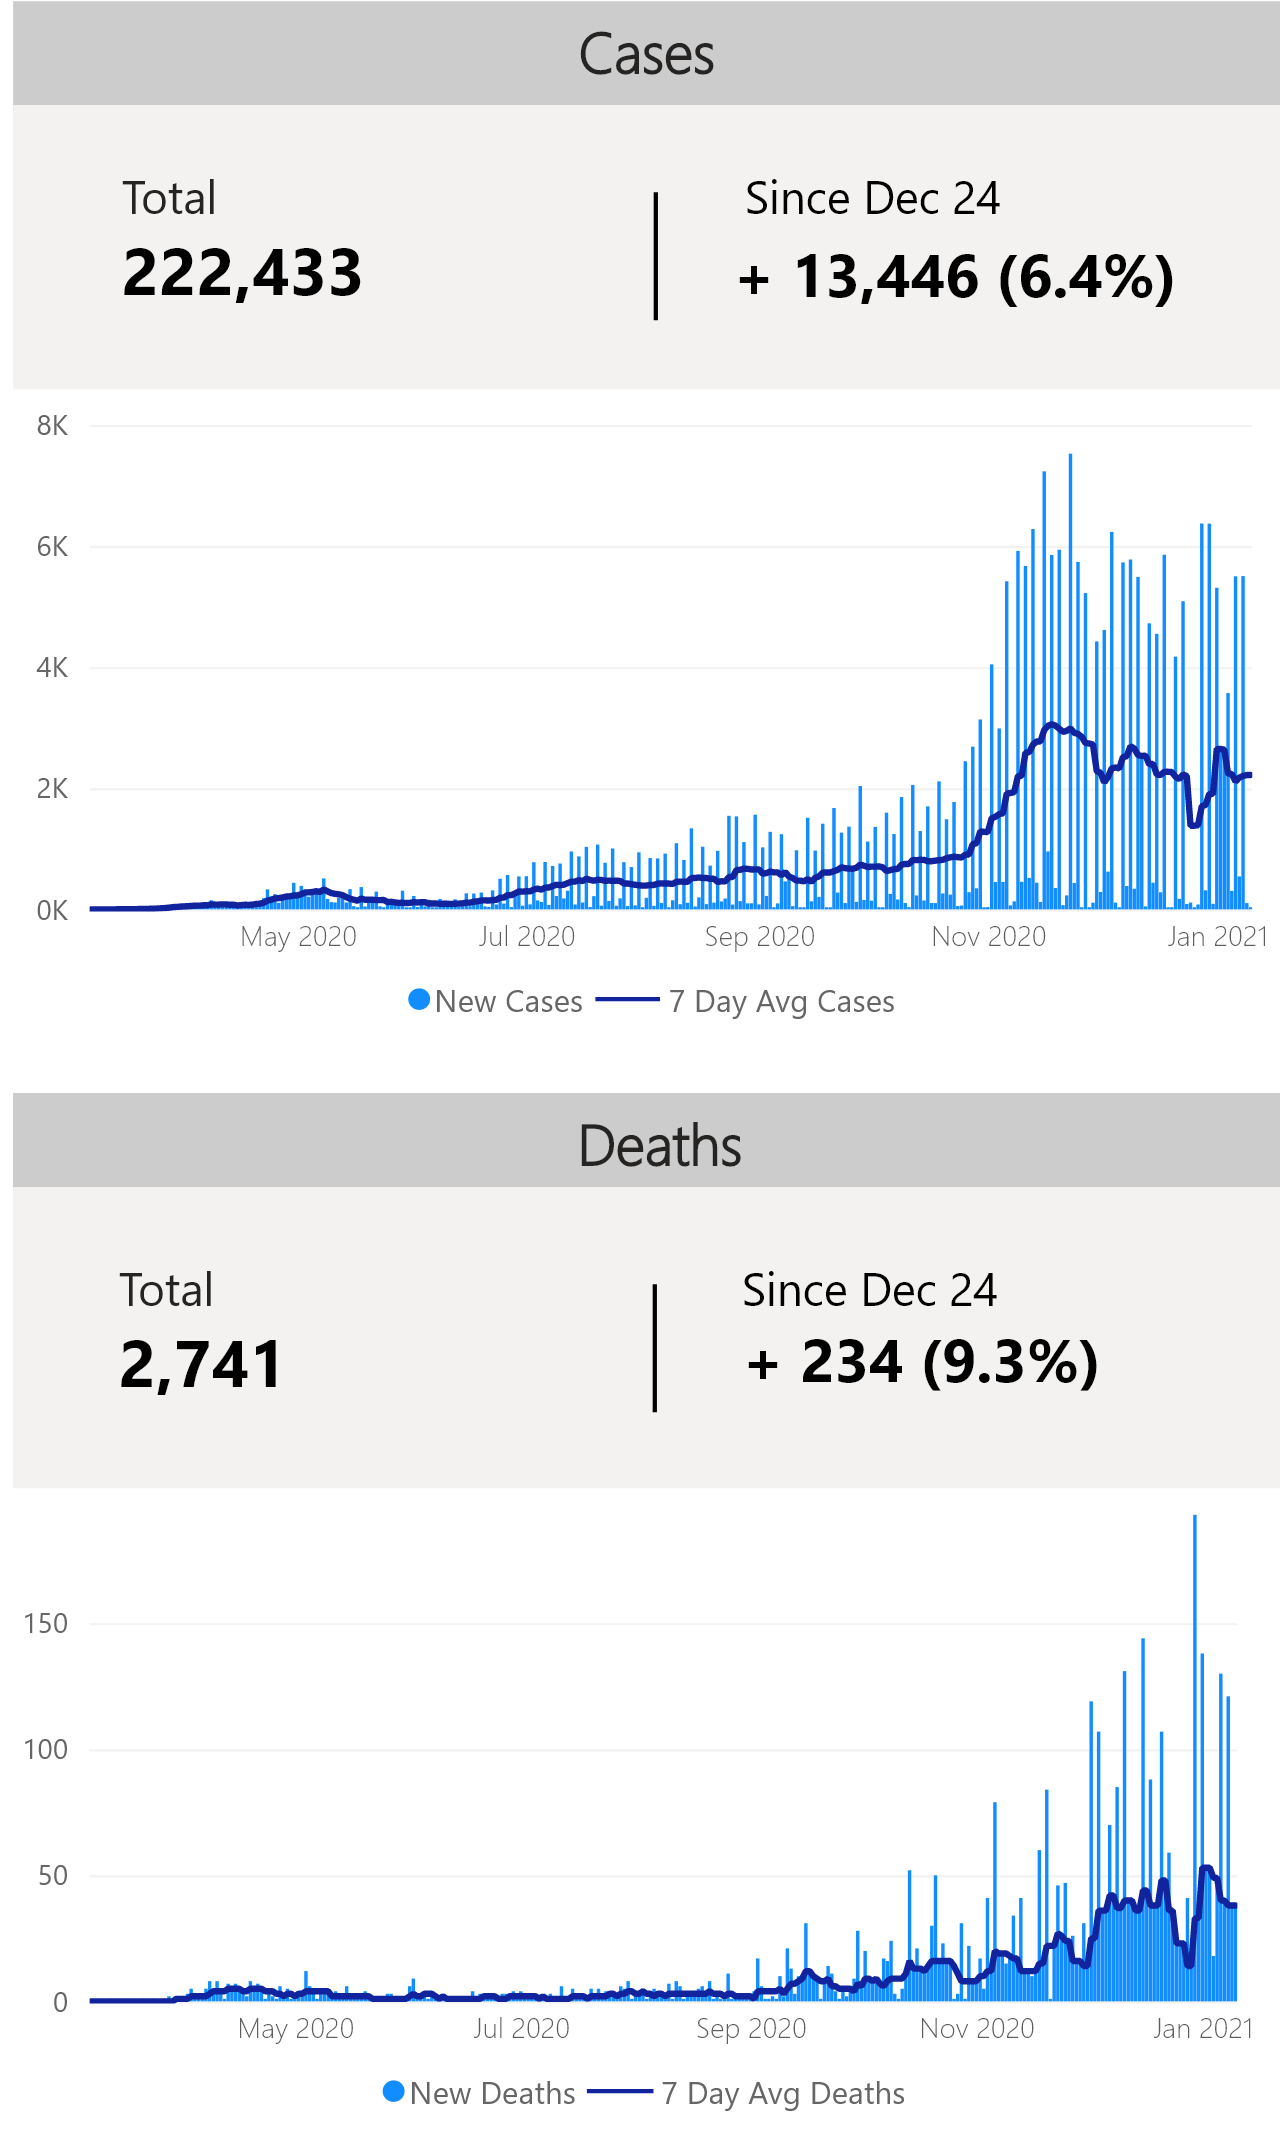 Cases
Total
Since Dec 24
222,433
+ 13,446 (6.4%)
8K
6K
4K
2K
0K
May 2020
Jul 2020
Sep 2020
Nov 2020
Jan 2021
New Cases
7 Day Avg Cases
Deaths
Total
Since Dec 24
2,741
+ 234 (9.3%)
150
100
50
0
May 2020
Jul 2020
Sep 2020
Nov 2020
Jan 2021
New Deaths
7 Day Avg Deaths